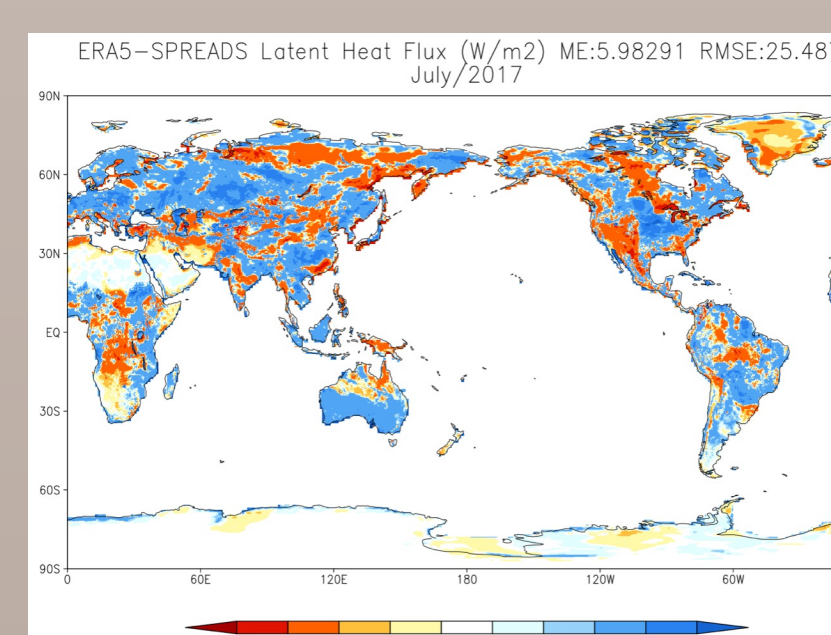 ERA5-SPREADS Latent Heat Flux (W/m2) ME:5.98291 RMSE:25.48
July/2017
90N
60N
30N
EQ
30S
60S
90S
0 60E 120E 180 120W 60W